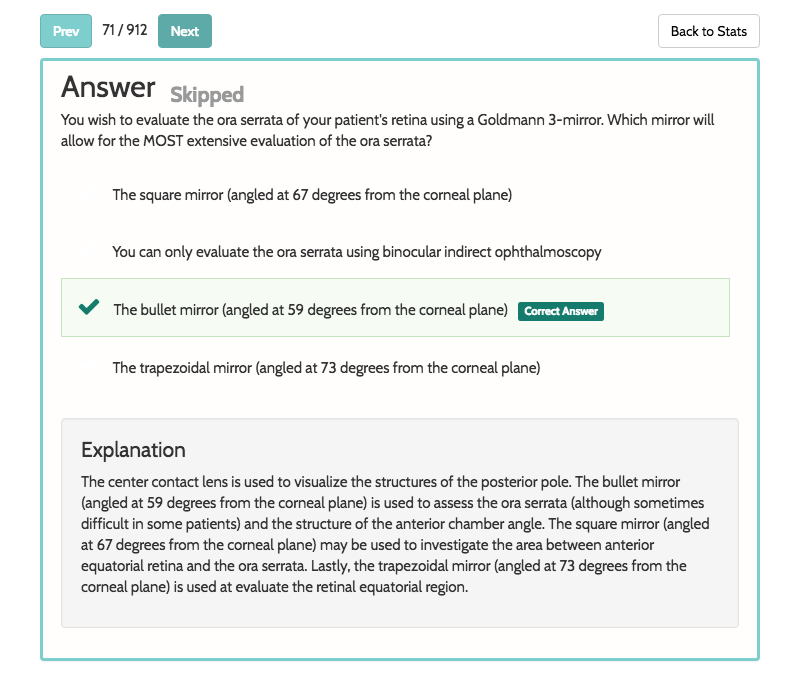 Prev 71 / 912 Next Back to Stats
Answer Skipped
You wish to evaluate the ora serrata of your patient's retina using a Goldmann 3-mirror. Which mirror will
allow for the MOST extensive evaluation of the ora serrata?
The square mirror (angled at 67 degrees from the corneal plane)
You can only evaluate the ora serrata using binocular indirect ophthalmoscopy
The bullet mirror (angled at 59 degrees from the corneal plane) Correct Answer
The trapezoidal mirror (angled at 73 degrees from the corneal plane)
Explanation
The center contact lens is used to visualize the structures of the posterior pole. The bullet mirror
(angled at 59 degrees from the corneal plane) is used to assess the ora serrata (although sometimes
difficult in some patients) and the structure of the anterior chamber angle. The square mirror (angled
at 67 degrees from the corneal plane) may be used to investigate the area between anterior
equatorial retina and the ora serrata. Lastly, the trapezoidal mirror (angled at 73 degrees from the
corneal plane) is used at evaluate the retinal equatorial region.